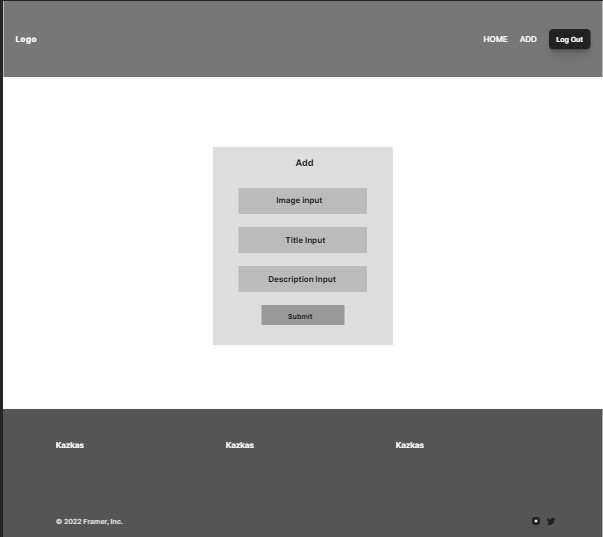 Logo
HOME ADD Log Out
Add
Image input
Title Input
Description Input
Submit
Kazkas Kazkas Kazkas
© 2022 Framer, Inc.